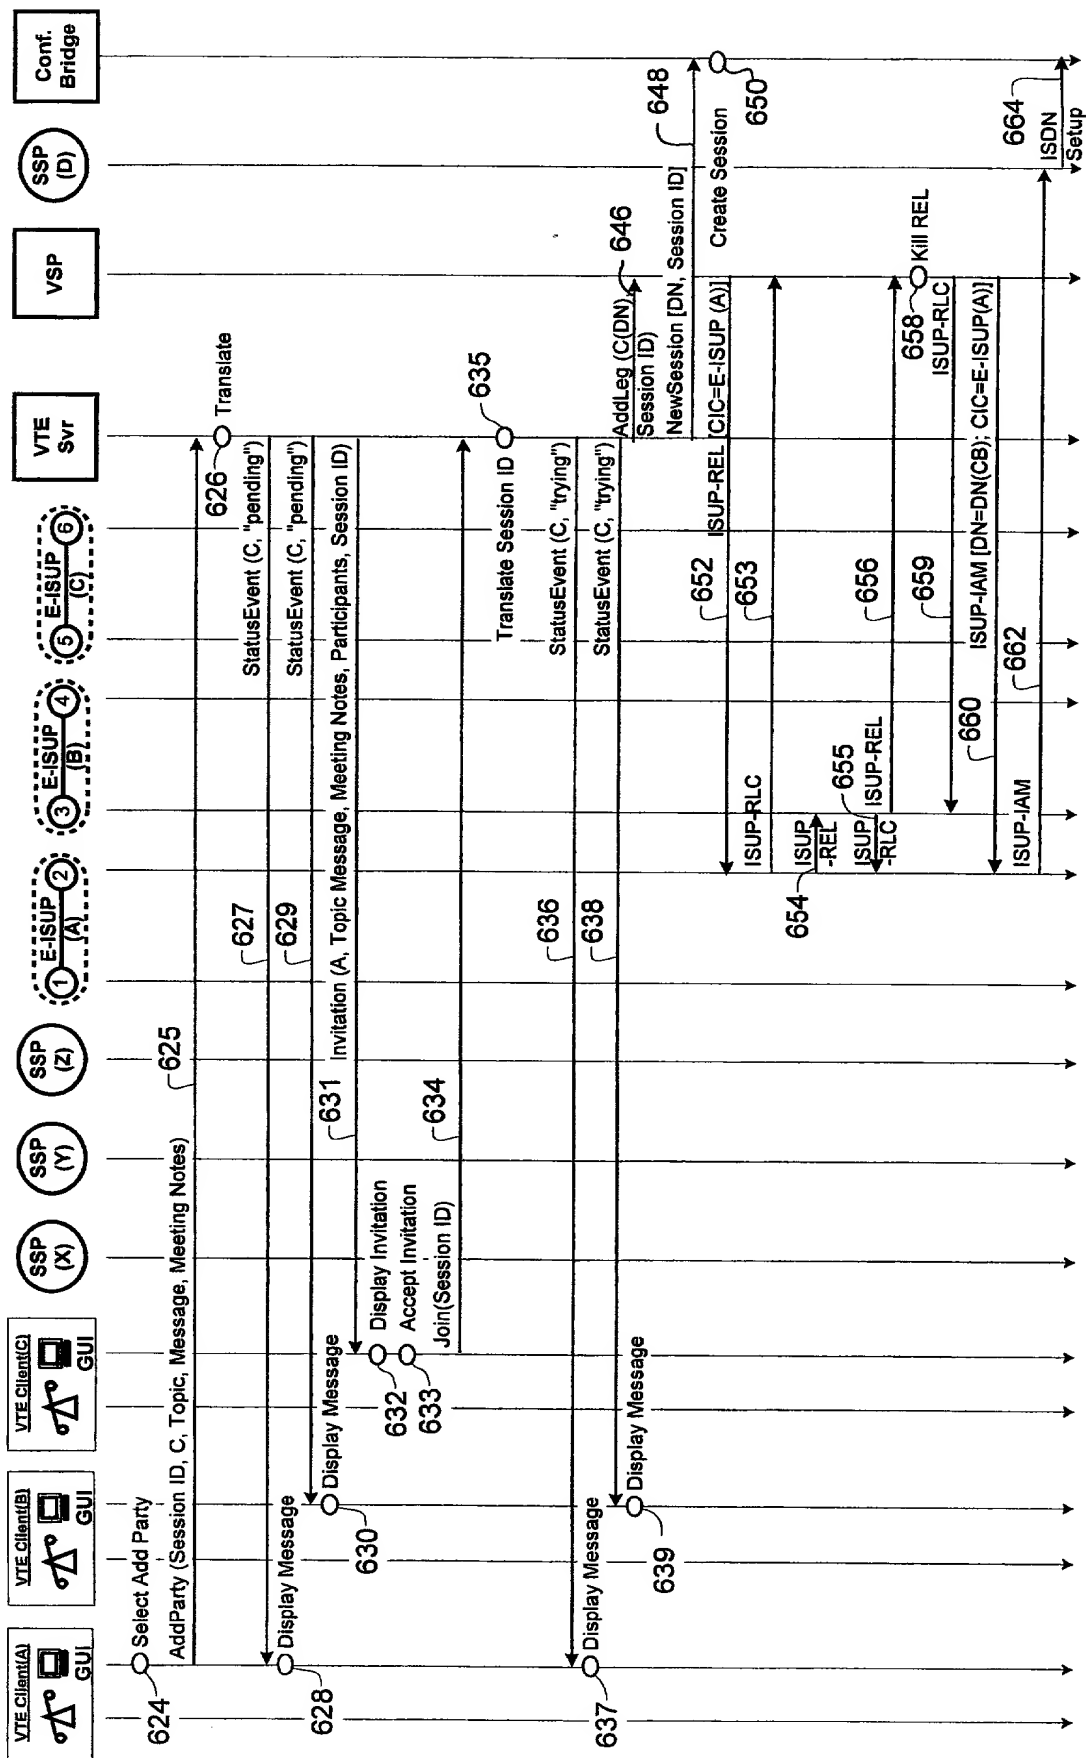 VTE Client(A)
GUI
VTE Client(B)
GUI
VTE Client(C)
GUI
SSP
(X)
SSP
(Y)
SSP
(Z)
1
E-ISUP
(A)
2
3
E-ISUP
(B)
4
5
E-ISUP
(C)
6
VTE
Svr
VSP
SSP
(D)
Conf.
Bridge
624
Select Add Party
AddParty (Session ID, C, Topic, Message, Meeting Notes)
625
626
Translate
627
StatusEvent (C, "pending")
628
Display Message
629
StatusEvent (C, "pending")
630
Display Message
631
Invitation (A, Topic Message, Meeting Notes, Participants, Session ID)
632
Display Invitation
633
Accept Invitation
Join(Session ID)
634
635
Translate Session ID
636
StatusEvent (C, "trying")
637
Display Message
638
StatusEvent (C, "trying")
639
Display Message
AddLeg (C(DN),
Session ID)
646
NewSession [DN, Session ID]
648
Create Session
650
ISUP-REL [CIC=E-ISUP (A)]
652
ISUP-RLC
653
654
ISUP
-REL
ISUP
-RLC
655
ISUP-REL
656
658
Kill REL
ISUP-RLC
659
ISUP-IAM [DN=DN(CB); CIC=E-ISUP(A)]
660
ISUP-IAM
662
664
ISDN
Setup